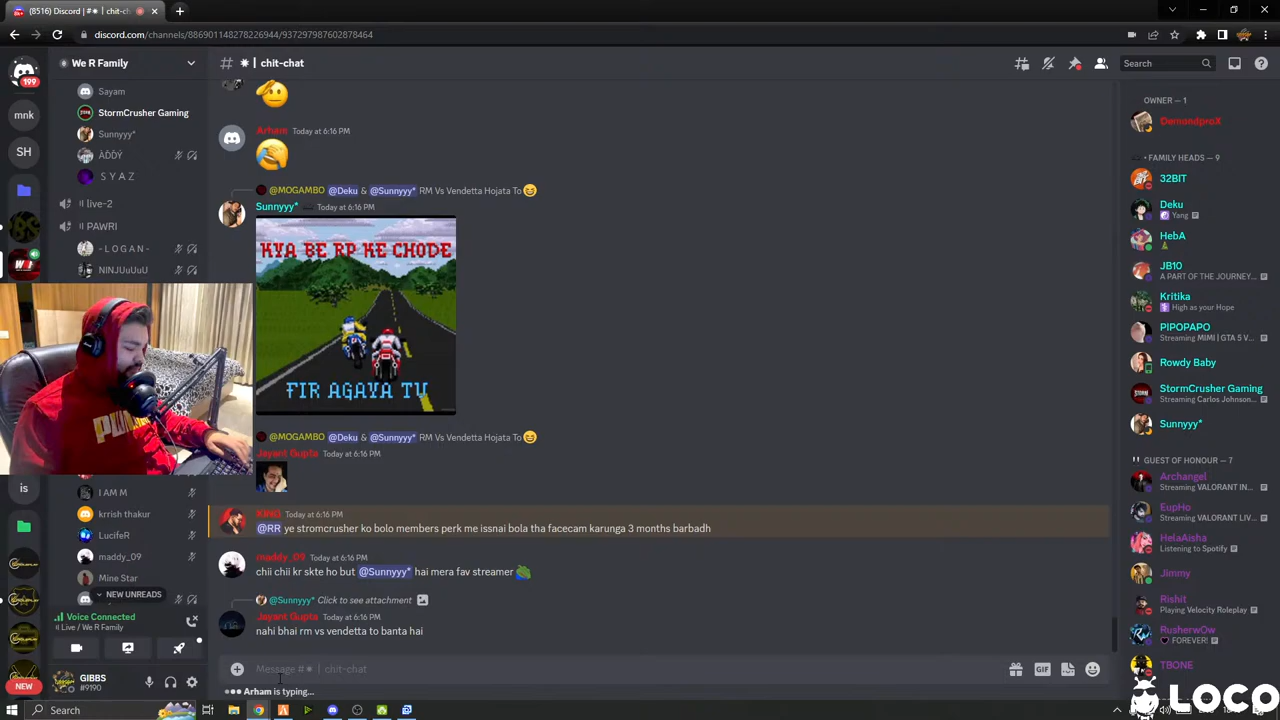 (8516) Discord | #✷ | chit-ch
discord.com/channels/886901148278226944/937297987602878464
199
We R Family
# ✷ | chit-chat
Search
mnk
SH
is
NEW
Sayam
StormCrusher Gaming
Sunnyyy*
ÄĎĎÝ
S Y A Z
live-2
PAWRI
- L O G A N -
NINJUuUuU
I AM M
krrish thakur
LucifeR
maddy_09
Mine Star
NEW UNREADS
Voice Connected
Live / We R Family
GIBBS
#9190
Arham Today at 6:16 PM
@MOGAMBO @Deku & @Sunnyyy* RM Vs Vendetta Hojata To
Sunnyyy* Today at 6:16 PM
KYA BE RP KE CHODE
FIR AGAYA TU
@MOGAMBO @Deku & @Sunnyyy* RM Vs Vendetta Hojata To
Jayant Gupta Today at 6:16 PM
KING Today at 6:16 PM
@RR ye stromcrusher ko bolo members perk me issnai bola tha facecam karunga 3 months barbadh
maddy_09 Today at 6:16 PM
chii chii kr skte ho but @Sunnyyy* hai mera fav streamer
@Sunnyyy* Click to see attachment
Jayant Gupta Today at 6:16 PM
nahi bhai rm vs vendetta to banta hai
Message #✷ | chit-chat
Arham is typing...
OWNER — 1
DemandproX
• FAMILY HEADS — 9
32BIT
Deku
Yang
HebA
JB10
A PART OF THE JOURNEY...
Kritika
High as your Hope
PIPOPAPO
Streaming MIMI | GTA 5 V...
Rowdy Baby
StormCrusher Gaming
Streaming Carlos Johnson...
Sunnyyy*
GUEST OF HONOUR — 7
Archangel
Streaming VALORANT IN...
EupHo
Streaming VALORANT LIV...
HelaAisha
Listening to Spotify
Jimmy
Rishit
Playing Velocity Roleplay
RusherwOw
FOREVER!
TBONE
LOCO
Search